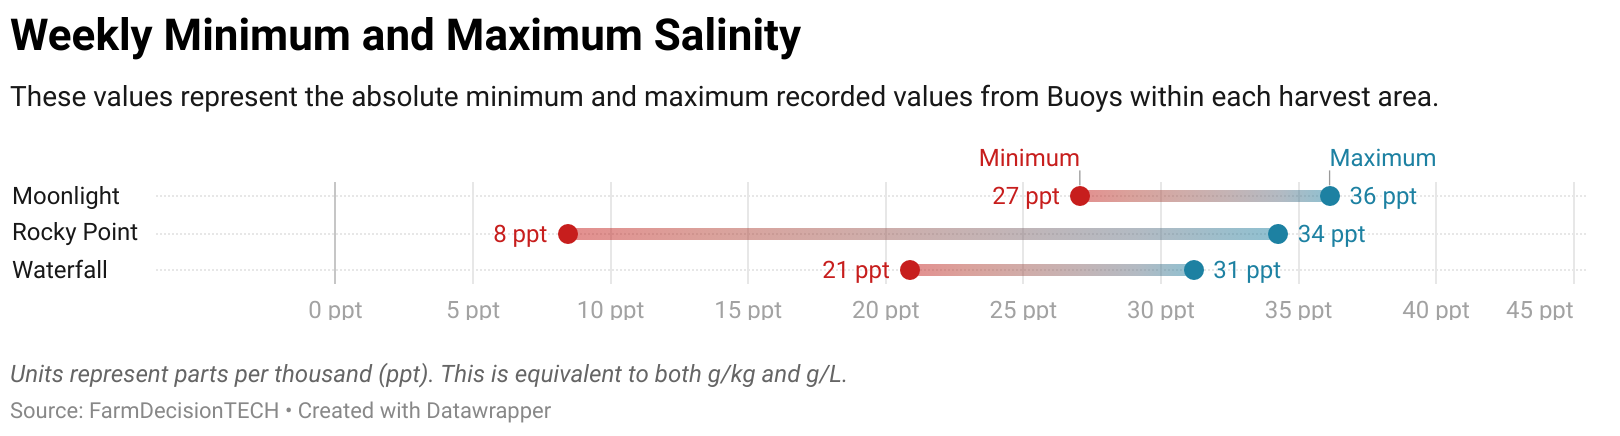 Weekly Minimum and Maximum Salinity
These values represent the absolute minimum and maximum recorded values from Buoys within each harvest area.
Minimum Maximum
Moonlight 27 ppt 36 ppt
Rocky Point 8 ppt 34 ppt
Waterfall 21 ppt 31 ppt
0 ppt 5 ppt 10 ppt 15 ppt 20 ppt 25 ppt 30 ppt 35 ppt 40 ppt 45 ppt
Units represent parts per thousand (ppt). This is equivalent to both g/kg and g/L.
Source: FarmDecisionTECH • Created with Datawrapper